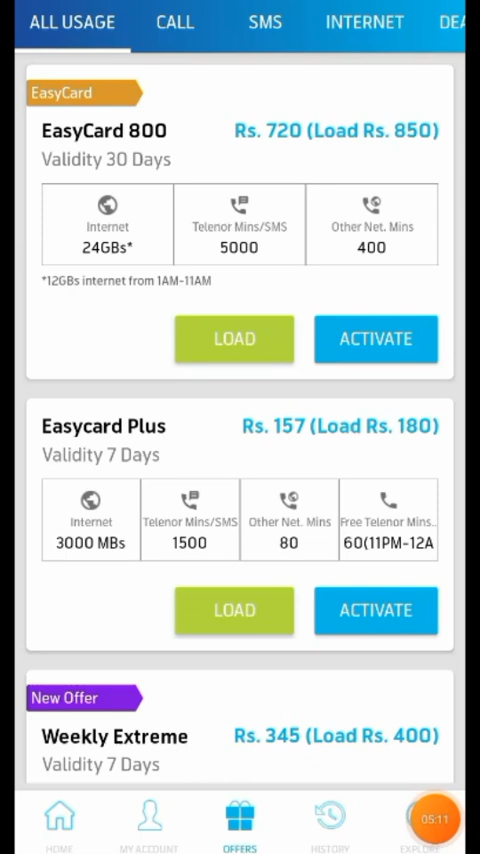 ALL USAGE CALL SMS INTERNET DEA
EasyCard
EasyCard 800 Rs. 720 (Load Rs. 850)
Validity 30 Days
Internet Telenor Mins/SMS Other Net. Mins
24GBs* 5000 400
*12GBs internet from 1AM-11AM
LOAD ACTIVATE
Easycard Plus Rs. 157 (Load Rs. 180)
Validity 7 Days
Internet Telenor Mins/SMS Other Net. Mins Free Telenor Mins..
3000 MBs 1500 80 60(11PM-12A
LOAD ACTIVATE
New Offer
Weekly Extreme Rs. 345 (Load Rs. 400)
Validity 7 Days
05:11
HOME MY ACCOUNT OFFERS HISTORY EXPLORE